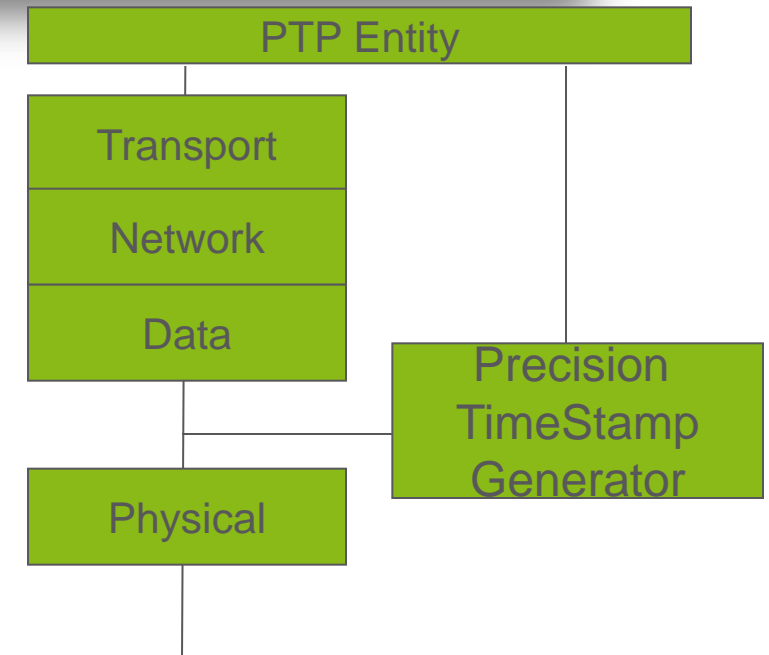 PTP Entity
Transport
Network
Data
Precision
TimeStamp
Generator
Physical